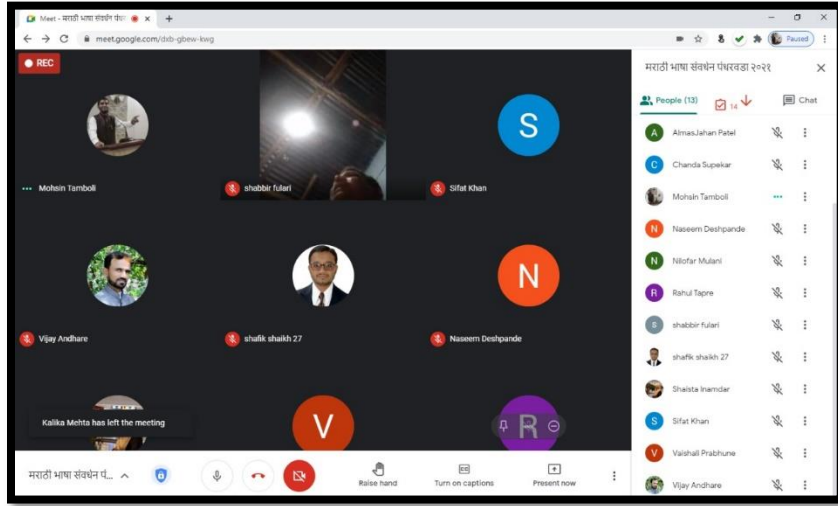 Meet - मराठी भाषा संवर्धन पंध
meet.google.com/dxb-gbew-kwg
Paused
REC
Mohsin Tamboli
shabbir fulari
S
Sifat Khan
Vijay Andhare
shafik shaikh 27
N
Naseem Deshpande
Kalika Mehta has left the meeting
V
R
मराठी भाषा संवर्धन पं...
Raise hand
CC
Turn on captions
Present now
मराठी भाषा संवर्धन पंधरवडा २०२१
People (13)
14
Chat
A AlmasJahan Patel
C Chanda Supekar
Mohsin Tamboli
N Naseem Deshpande
N Nilofar Mulani
R Rahul Tapre
s shabbir fulari
shafik shaikh 27
Shaista Inamdar
S Sifat Khan
V Vaishali Prabhune
Vijay Andhare